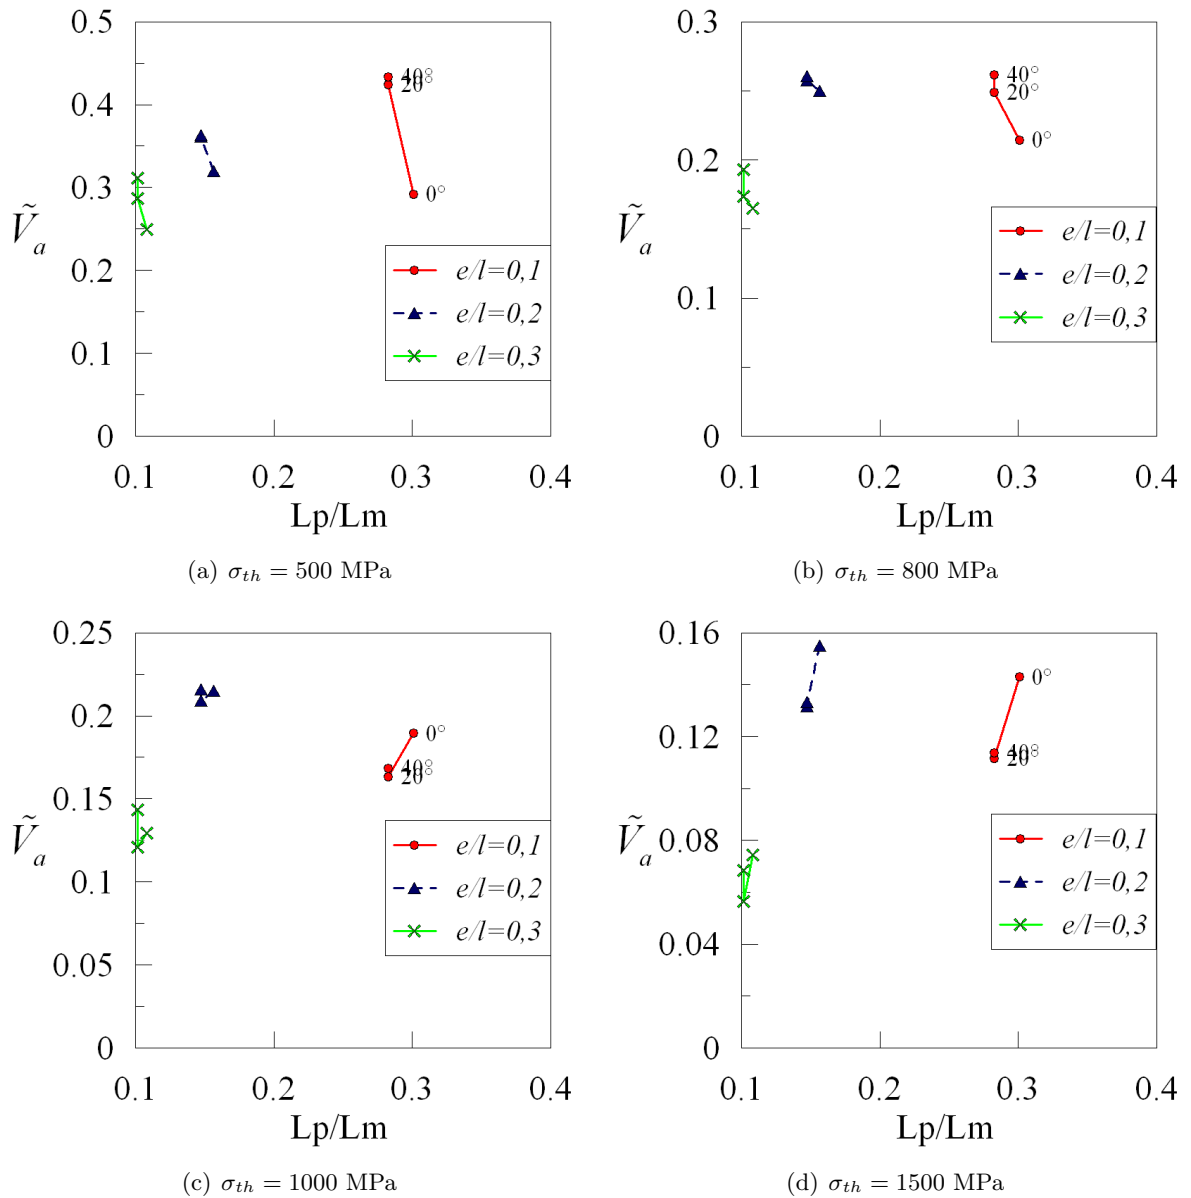 0.5
0.4
0.3
0.2
0.1
0
Ṽa
40°
20°
0°
e/l=0,1
e/l=0,2
e/l=0,3
0.1 0.2 0.3 0.4
Lp/Lm
(a) σth = 500 MPa
0.3
0.2
0.1
0
Ṽa
40°
20°
0°
e/l=0,1
e/l=0,2
e/l=0,3
0.1 0.2 0.3 0.4
Lp/Lm
(b) σth = 800 MPa
0.25
0.2
0.15
0.1
0.05
0
Ṽa
0°
40°
20°
e/l=0,1
e/l=0,2
e/l=0,3
0.1 0.2 0.3 0.4
Lp/Lm
(c) σth = 1000 MPa
0.16
0.12
0.08
0.04
0
Ṽa
0°
40°
20°
e/l=0,1
e/l=0,2
e/l=0,3
0.1 0.2 0.3 0.4
Lp/Lm
(d) σth = 1500 MPa